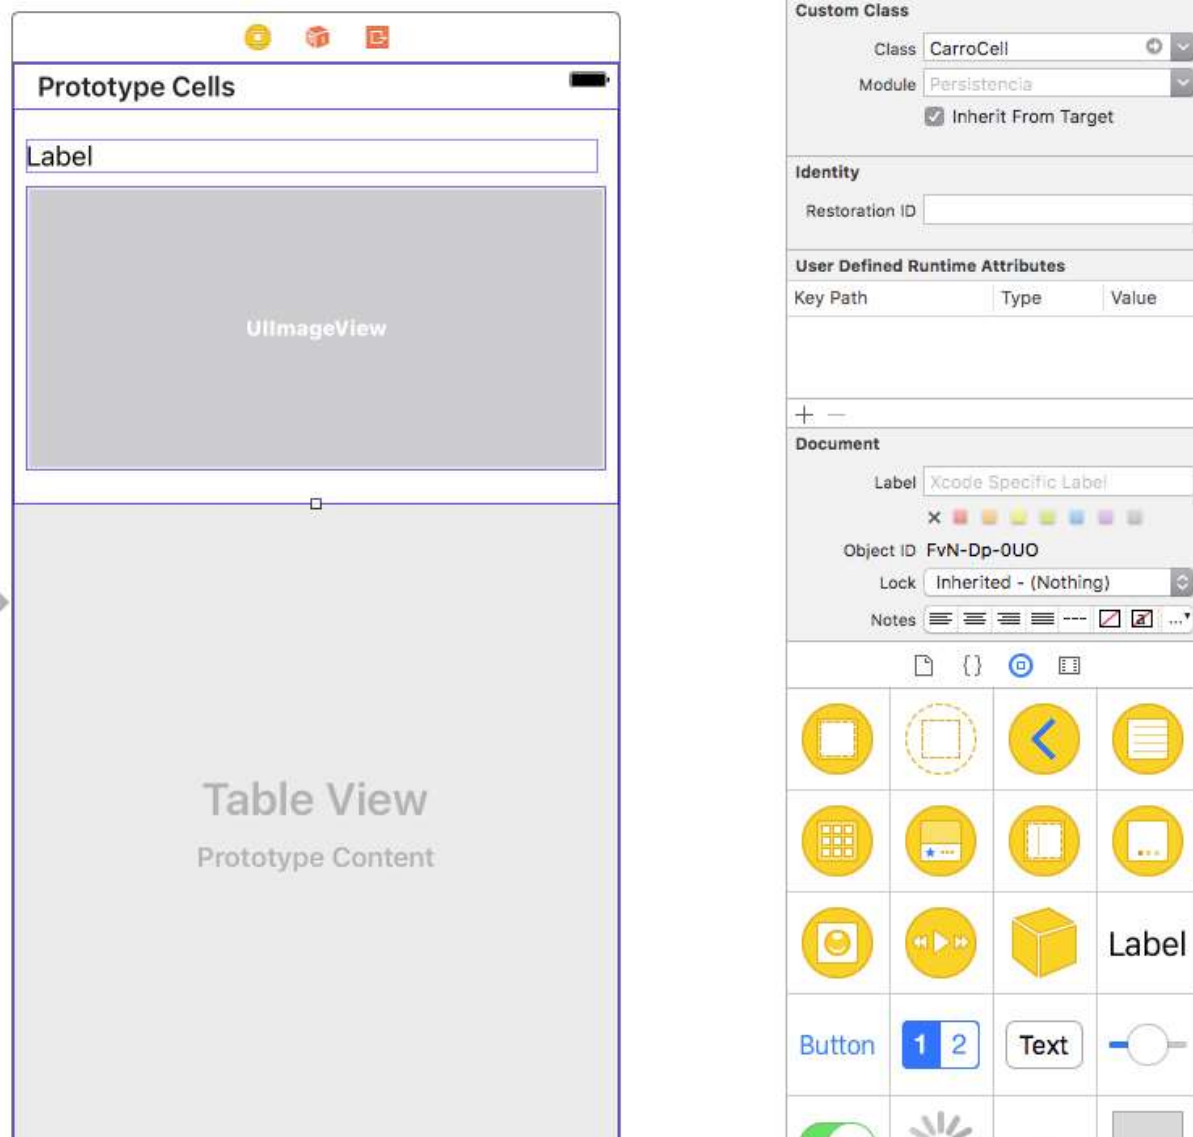 Prototype Cells
Label
UIImageView
Table View
Prototype Content
Custom Class
Class CarroCell
Module Persistencia
Inherit From Target
Identity
Restoration ID
User Defined Runtime Attributes
Key Path Type Value
+ −
Document
Label Xcode Specific Label
Object ID FvN-Dp-0UO
Lock Inherited - (Nothing)
Notes
{}
Label
Button 1 2 Text